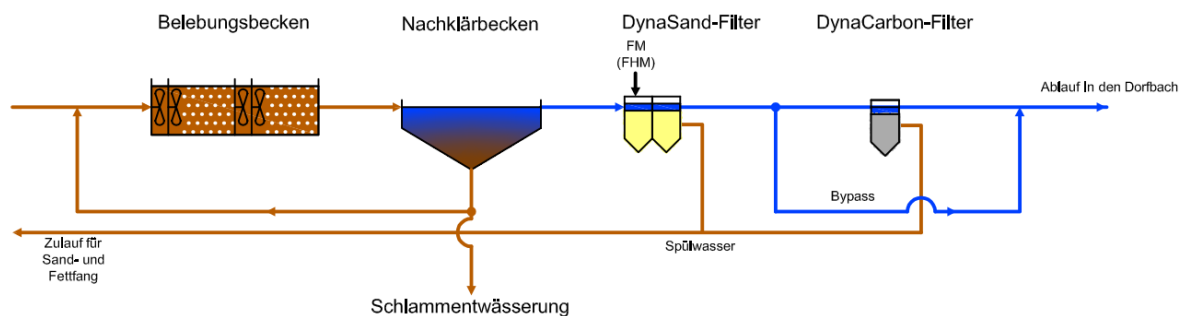 Belebungsbecken
Nachklärbecken
DynaSand-Filter
DynaCarbon-Filter
FM
(FHM)
Ablauf In den Dorfbach
Bypass
Zulauf für
Sand- und
Fettfang
Spülwasser
Schlammentwässerung